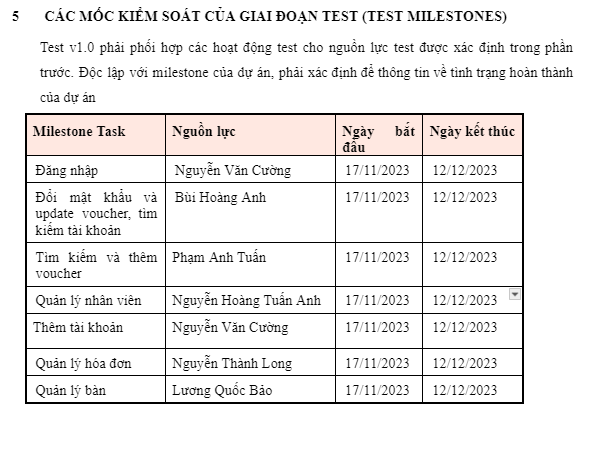 5 CÁC MỐC KIỂM SOÁT CỦA GIAI ĐOẠN TEST (TEST MILESTONES)
Test v1.0 phải phối hợp các hoạt động test cho nguồn lực test được xác định trong phần
trước. Độc lập với milestone của dự án, phải xác định để thông tin về tình trạng hoàn thành
của dự án
Milestone Task Nguồn lực Ngày bắt Ngày kết thúc
đầu
Đăng nhập Nguyễn Văn Cường 17/11/2023 12/12/2023
Đổi mật khẩu và Bùi Hoàng Anh 17/11/2023 12/12/2023
update voucher, tìm
kiếm tài khoản
Tìm kiếm và thêm Phạm Anh Tuấn 17/11/2023 12/12/2023
voucher
Quản lý nhân viên Nguyễn Hoàng Tuấn Anh 17/11/2023 12/12/2023
Thêm tài khoản Nguyễn Văn Cường 17/11/2023 12/12/2023
Quản lý hóa đơn Nguyễn Thành Long 17/11/2023 12/12/2023
Quản lý bàn Lương Quốc Bảo 17/11/2023 12/12/2023